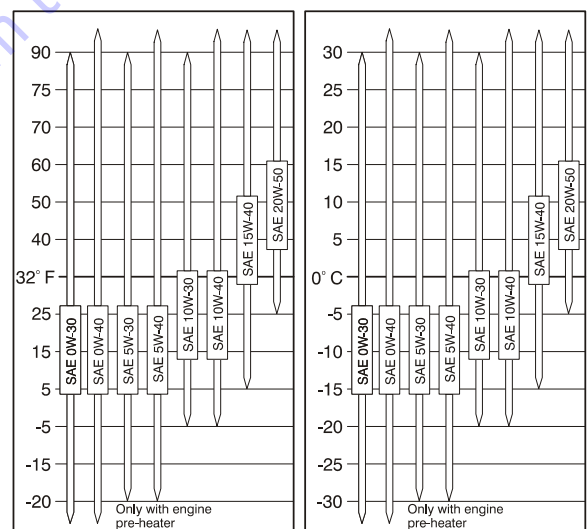 90
75
70
60
50
40
32° F
25
15
5
-5
-15
-20
SAE 0W-30
SAE 0W-40
SAE 5W-30
SAE 5W-40
SAE 10W-30
SAE 10W-40
SAE 15W-40
SAE 20W-50
Only with engine
pre-heater
30
25
20
15
10
5
0° C
-5
-10
-15
-20
-25
-30
SAE 0W-30
SAE 0W-40
SAE 5W-30
SAE 5W-40
SAE 10W-30
SAE 10W-40
SAE 15W-40
SAE 20W-50
Only with engine
pre-heater